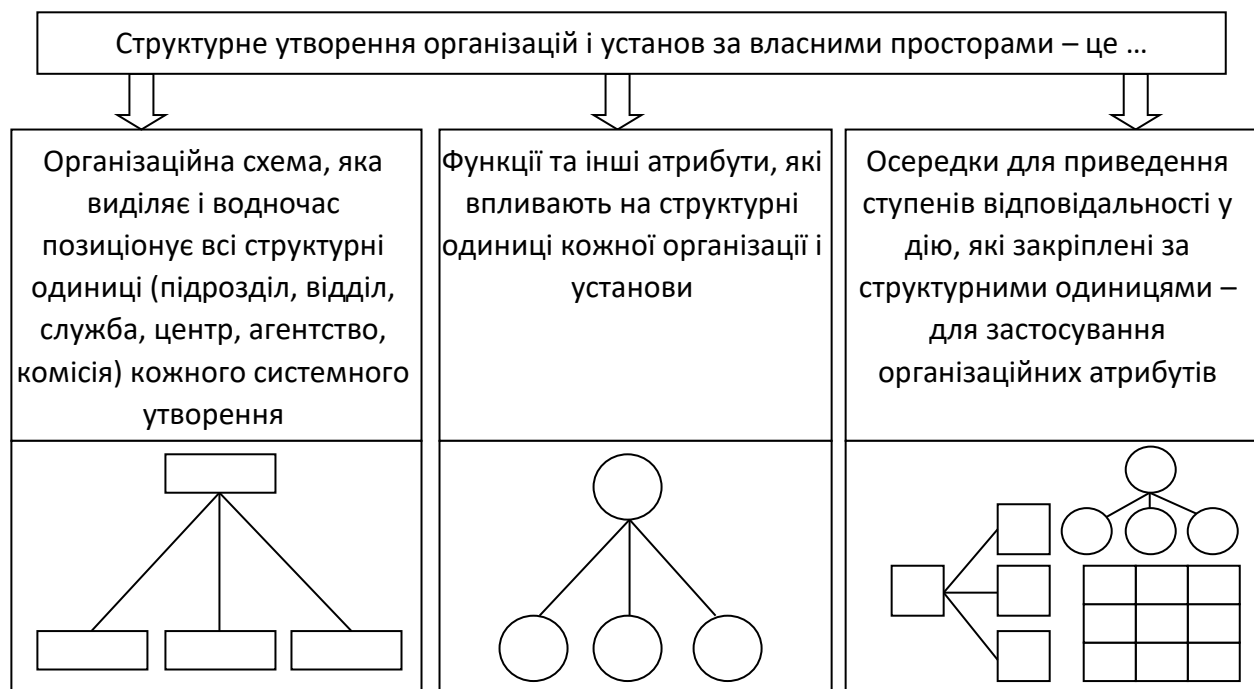 Структурне утворення організацій і установ за власними просторами – це …
Організаційна схема, яка
виділяє і водночас
позиціонує всі структурні
одиниці (підрозділ, відділ,
служба, центр, агентство,
комісія) кожного системного
утворення
Функції та інші атрибути, які
впливають на структурні
одиниці кожної організації і
установи
Осередки для приведення
ступенів відповідальності у
дію, які закріплені за
структурними одиницями –
для застосування
організаційних атрибутів